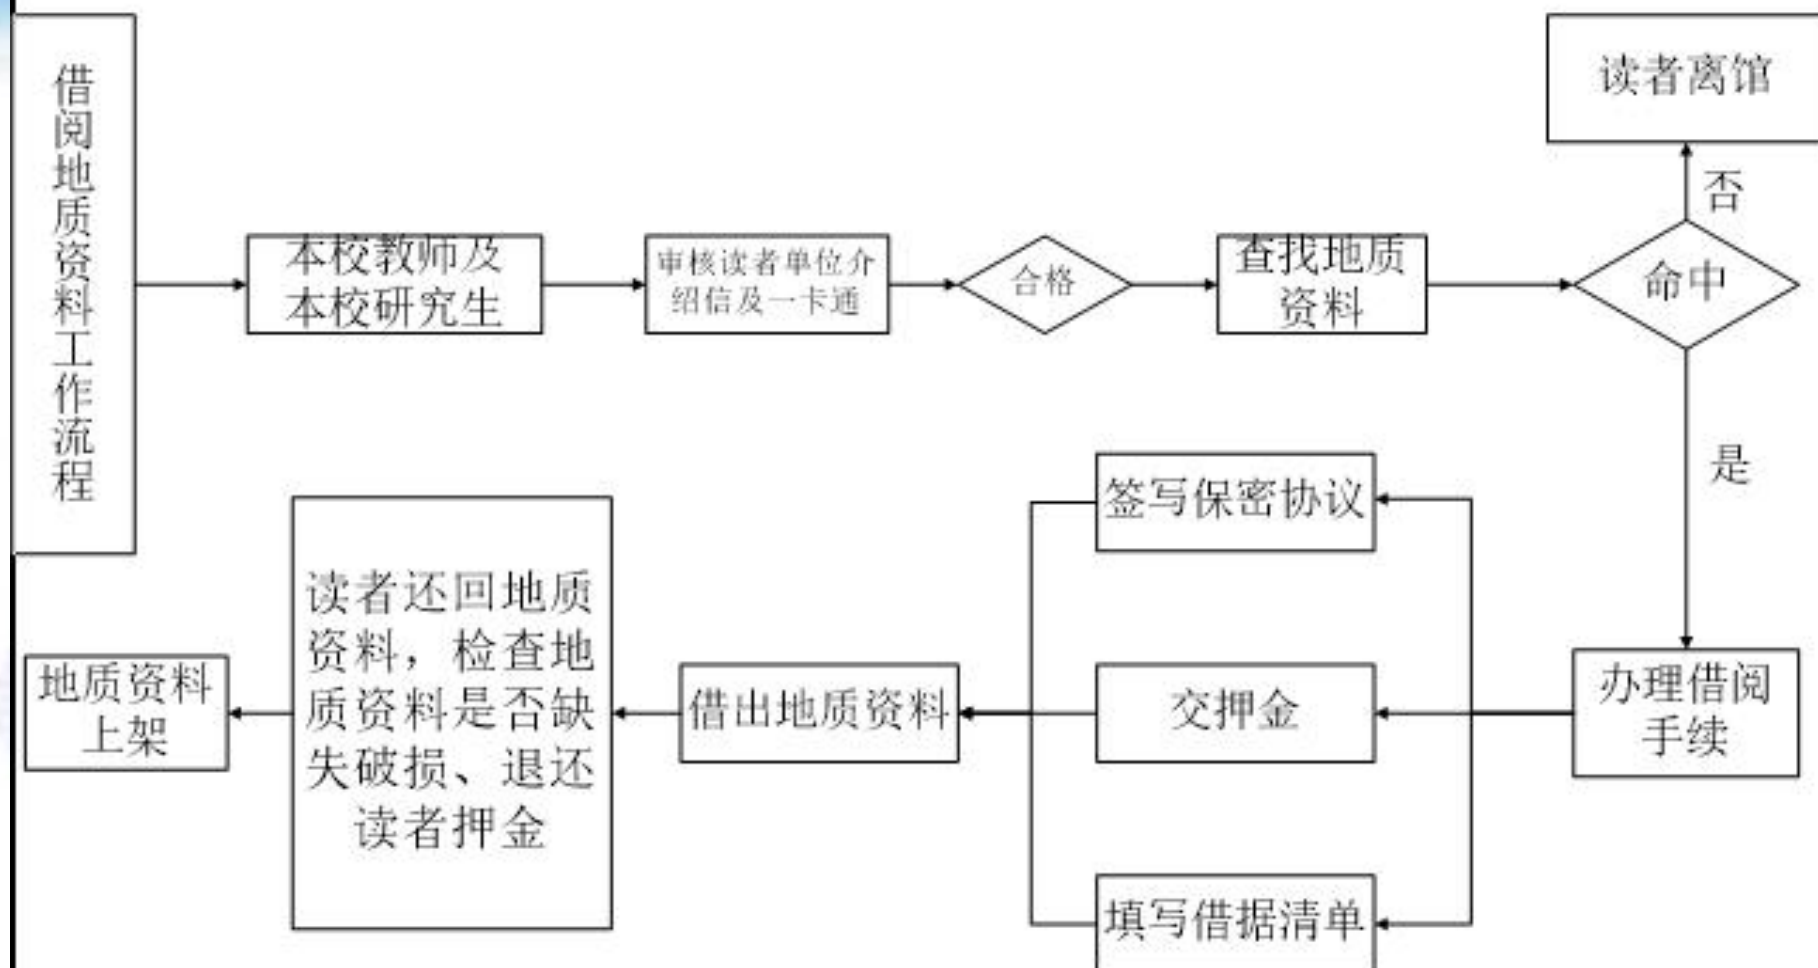 借阅地质资料工作流程
本校教师及
本校研究生
审核读者单位介
绍信及一卡通
合格
查找地质
资料
命中
否
读者离馆
是
办理借阅
手续
签写保密协议
交押金
填写借据清单
借出地质资料
读者还回地质
资料，检查地
质资料是否缺
失破损、退还
读者押金
地质资料
上架